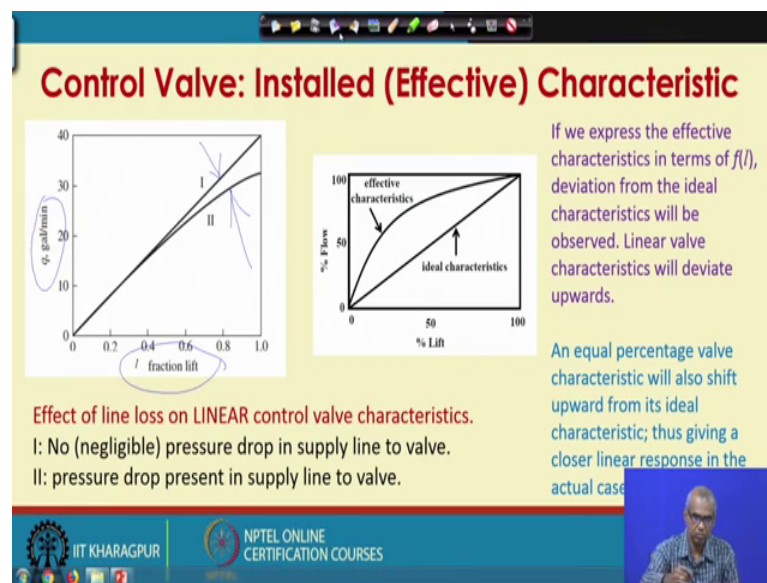 Control Valve: Installed (Effective) Characteristic
40
30
20
10
0
q, gal/min
I
II
0 0.2 0.4 0.6 0.8 1.0
l fraction lift
100
50
0
% Flow
effective
characteristics
ideal characteristics
0 50 100
% Lift
If we express the effective
characteristics in terms of f(l),
deviation from the ideal
characteristics will be
observed. Linear valve
characteristics will deviate
upwards.
An equal percentage valve
characteristic will also shift
upward from its ideal
characteristic; thus giving a
closer linear response in the
actual case
Effect of line loss on LINEAR control valve characteristics.
I: No (negligible) pressure drop in supply line to valve.
II: pressure drop present in supply line to valve.
IIT KHARAGPUR
NPTEL ONLINE
CERTIFICATION COURSES